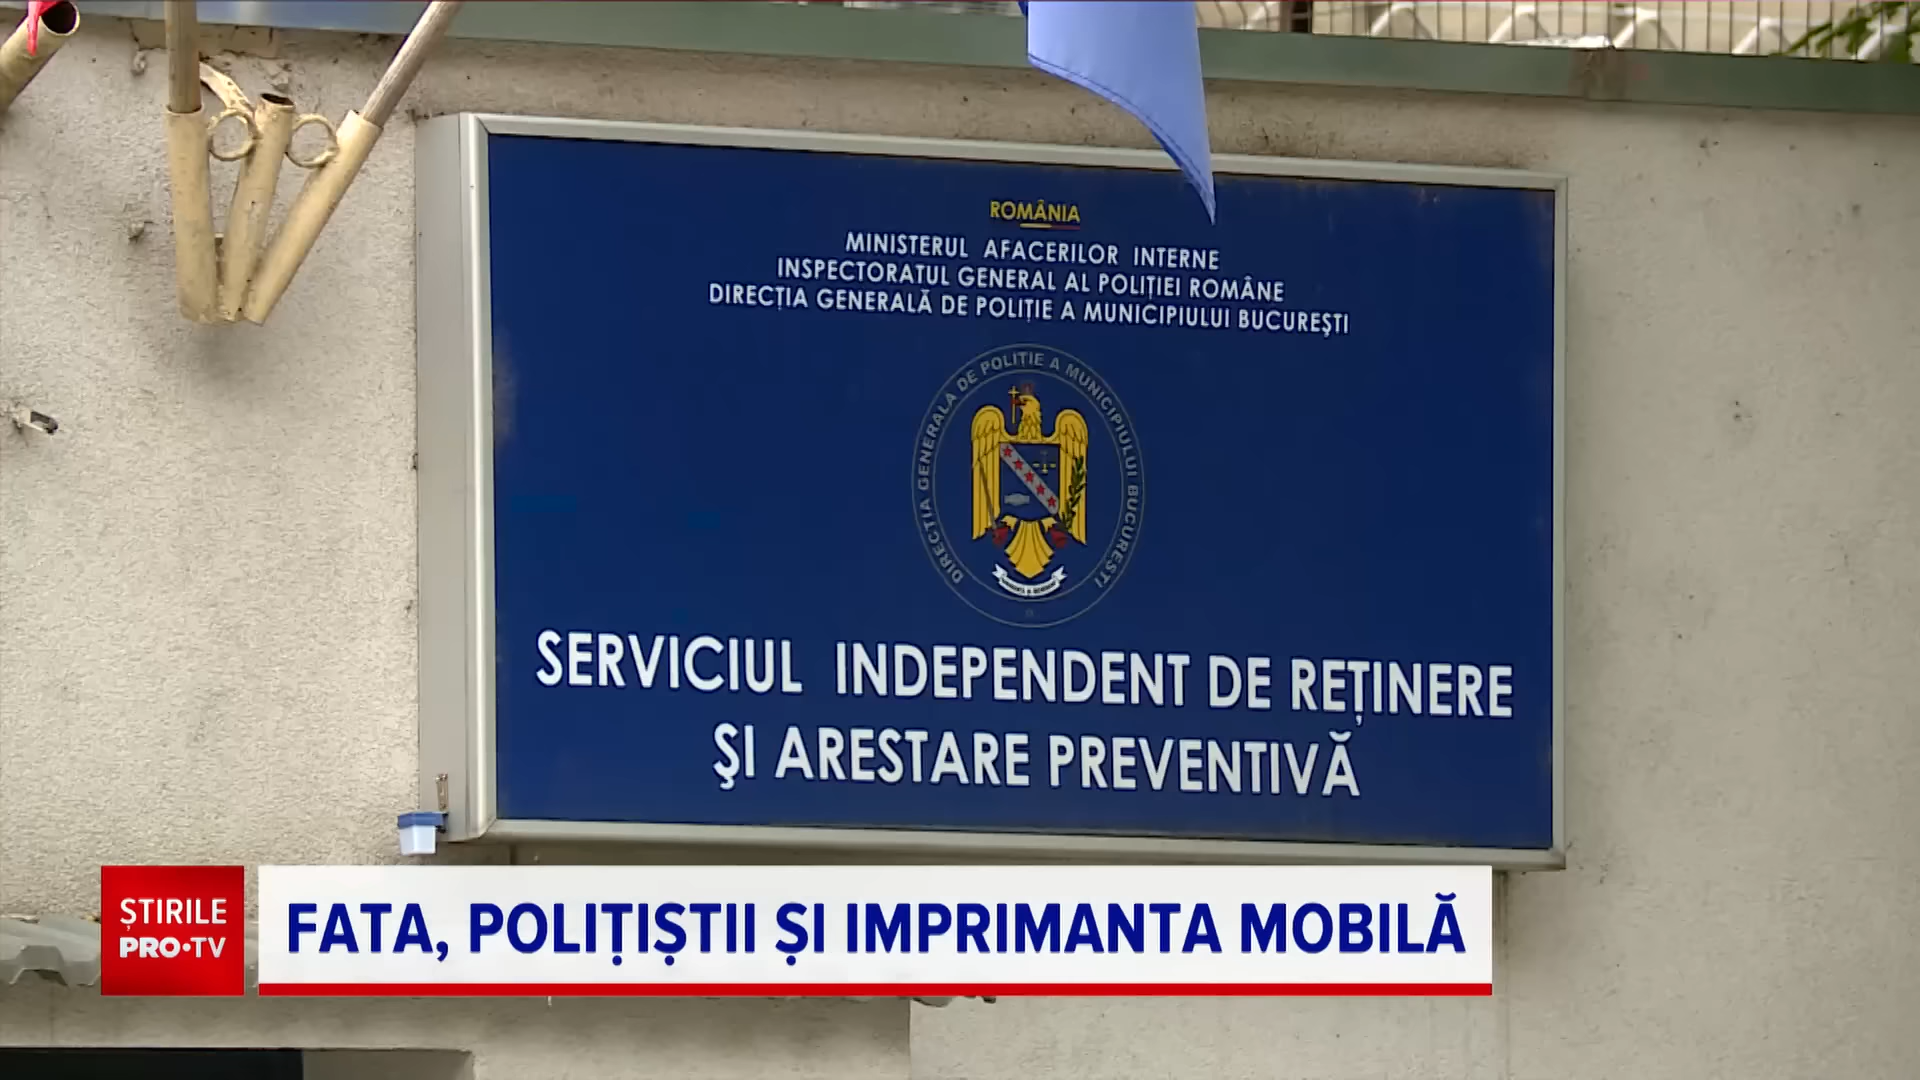 ROMÂNIA
MINISTERUL AFACERILOR INTERNE
INSPECTORATUL GENERAL AL POLIȚIEI ROMÂNE
DIRECȚIA GENERALĂ DE POLIȚIE A MUNICIPIULUI BUCUREȘTI
DIRECȚIA GENERALĂ DE POLIȚIE A MUNICIPIULUI BUCUREȘTI
SERVICIUL INDEPENDENT DE REȚINERE
ȘI ARESTARE PREVENTIVĂ
ȘTIRILE
PRO•TV
FATA, POLIȚIȘTII ȘI IMPRIMANTA MOBILĂ